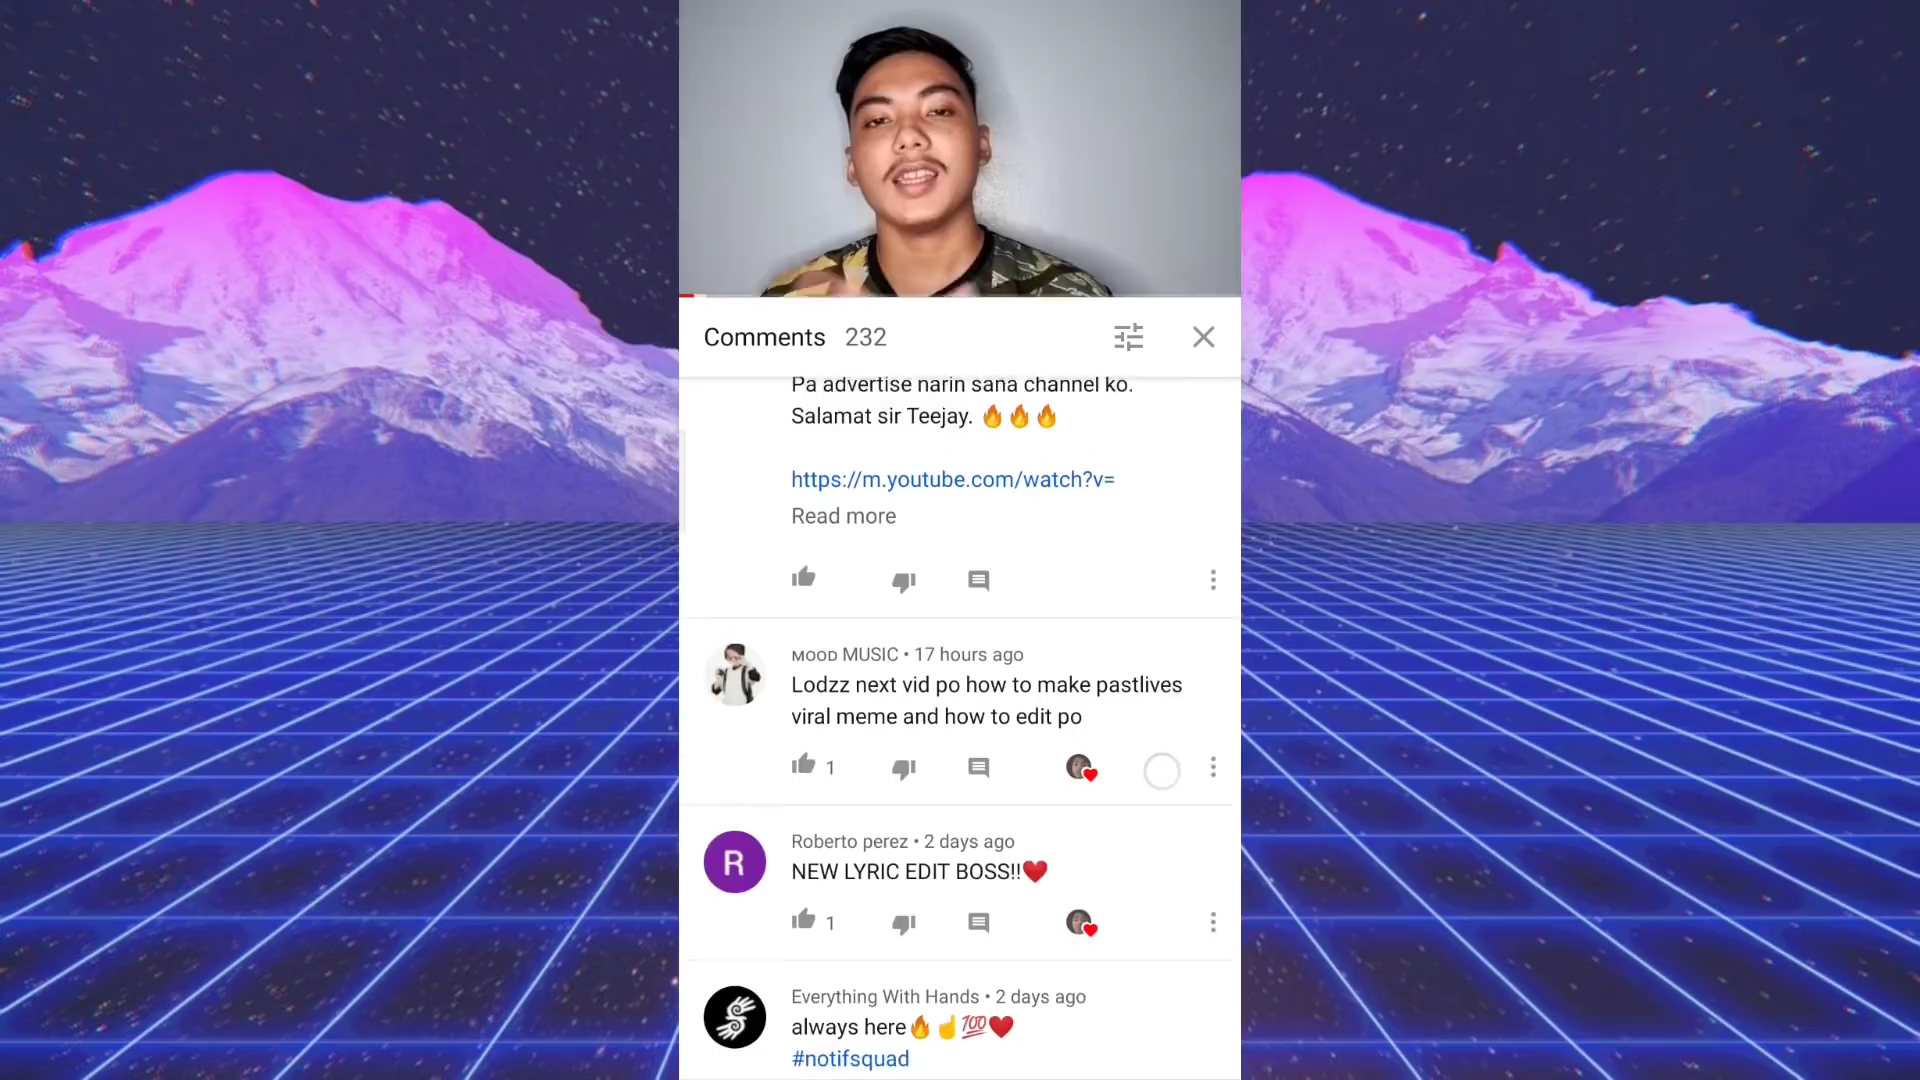 Comments 232
Pa advertise narin sana channel ko.
Salamat sir Teejay. 🔥🔥🔥
https://m.youtube.com/watch?v=
Read more
ᴍᴏᴏᴅ MUSIC • 17 hours ago
Lodzz next vid po how to make pastlives
viral meme and how to edit po
1
R
Roberto perez • 2 days ago
NEW LYRIC EDIT BOSS!!❤️
1
Everything With Hands • 2 days ago
always here🔥☝️💯❤️
#notifsquad